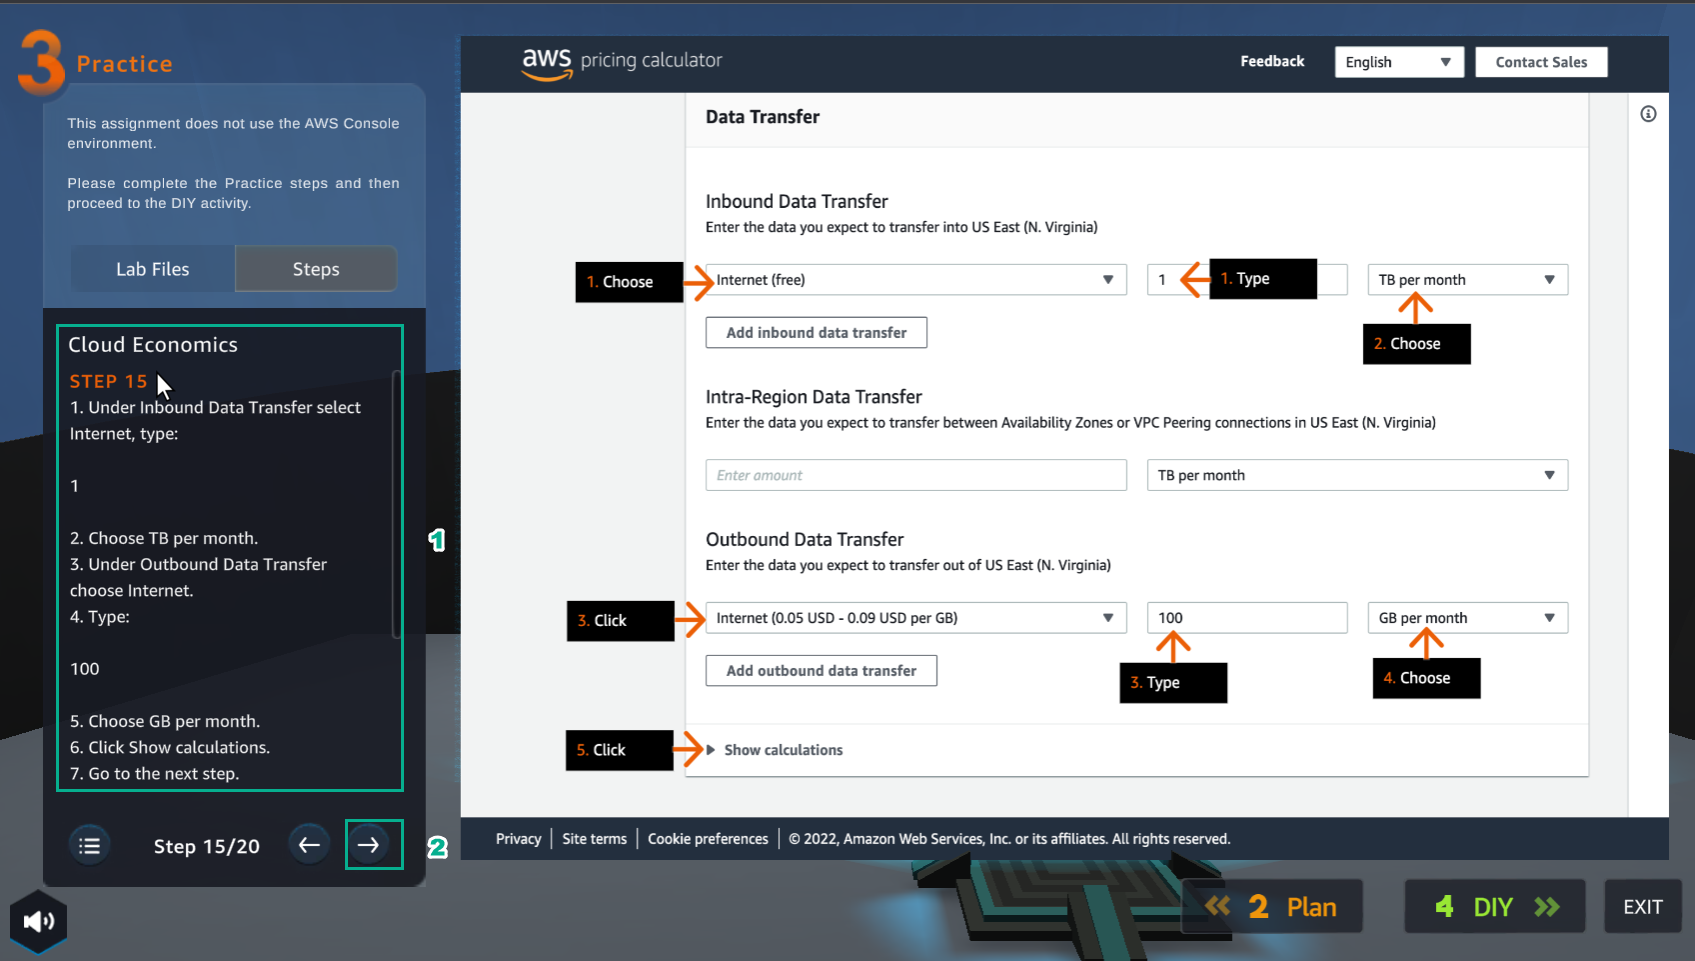 3 Practice
This assignment does not use the AWS Console
environment.
Please complete the Practice steps and then
proceed to the DIY activity.
Lab Files
Steps
Cloud Economics
STEP 15
1. Under Inbound Data Transfer select
Internet, type:
1
2. Choose TB per month.
3. Under Outbound Data Transfer
choose Internet.
4. Type:
100
5. Choose GB per month.
6. Click Show calculations.
7. Go to the next step.
1
Step 15/20
2
aws pricing calculator
Feedback
English
Contact Sales
Data Transfer
Inbound Data Transfer
Enter the data you expect to transfer into US East (N. Virginia)
1. Choose
Internet (free)
1
1. Type
TB per month
Add inbound data transfer
2. Choose
Intra-Region Data Transfer
Enter the data you expect to transfer between Availability Zones or VPC Peering connections in US East (N. Virginia)
Enter amount
TB per month
Outbound Data Transfer
Enter the data you expect to transfer out of US East (N. Virginia)
3. Click
Internet (0.05 USD - 0.09 USD per GB)
100
GB per month
Add outbound data transfer
3. Type
4. Choose
5. Click
Show calculations
Privacy
Site terms
Cookie preferences
© 2022, Amazon Web Services, Inc. or its affiliates. All rights reserved.
2 Plan
4 DIY
EXIT